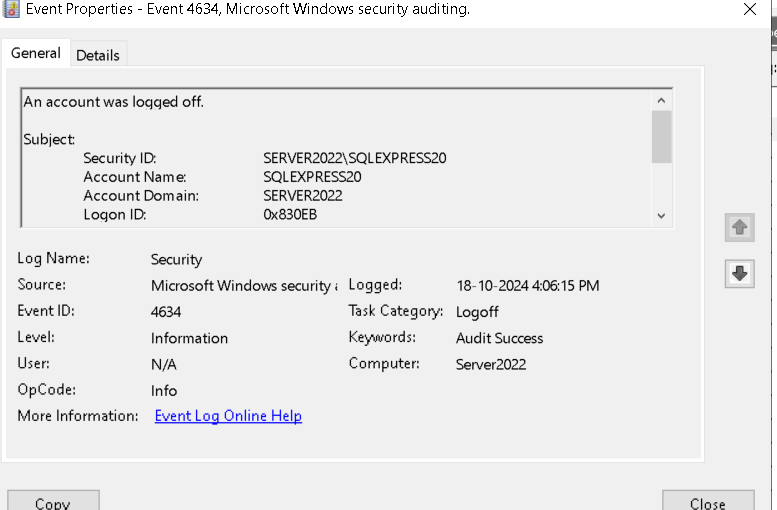 Event Properties - Event 4634, Microsoft Windows security auditing.
General Details
An account was logged off.
Subject:
Security ID: SERVER2022\SQLEXPRESS20
Account Name: SQLEXPRESS20
Account Domain: SERVER2022
Logon ID: 0x830EB
Log Name: Security
Source: Microsoft Windows security Logged: 18-10-2024 4:06:15 PM
Event ID: 4634 Task Category: Logoff
Level: Information Keywords: Audit Success
User: N/A Computer: Server2022
OpCode: Info
More Information: Event Log Online Help
Copy Close